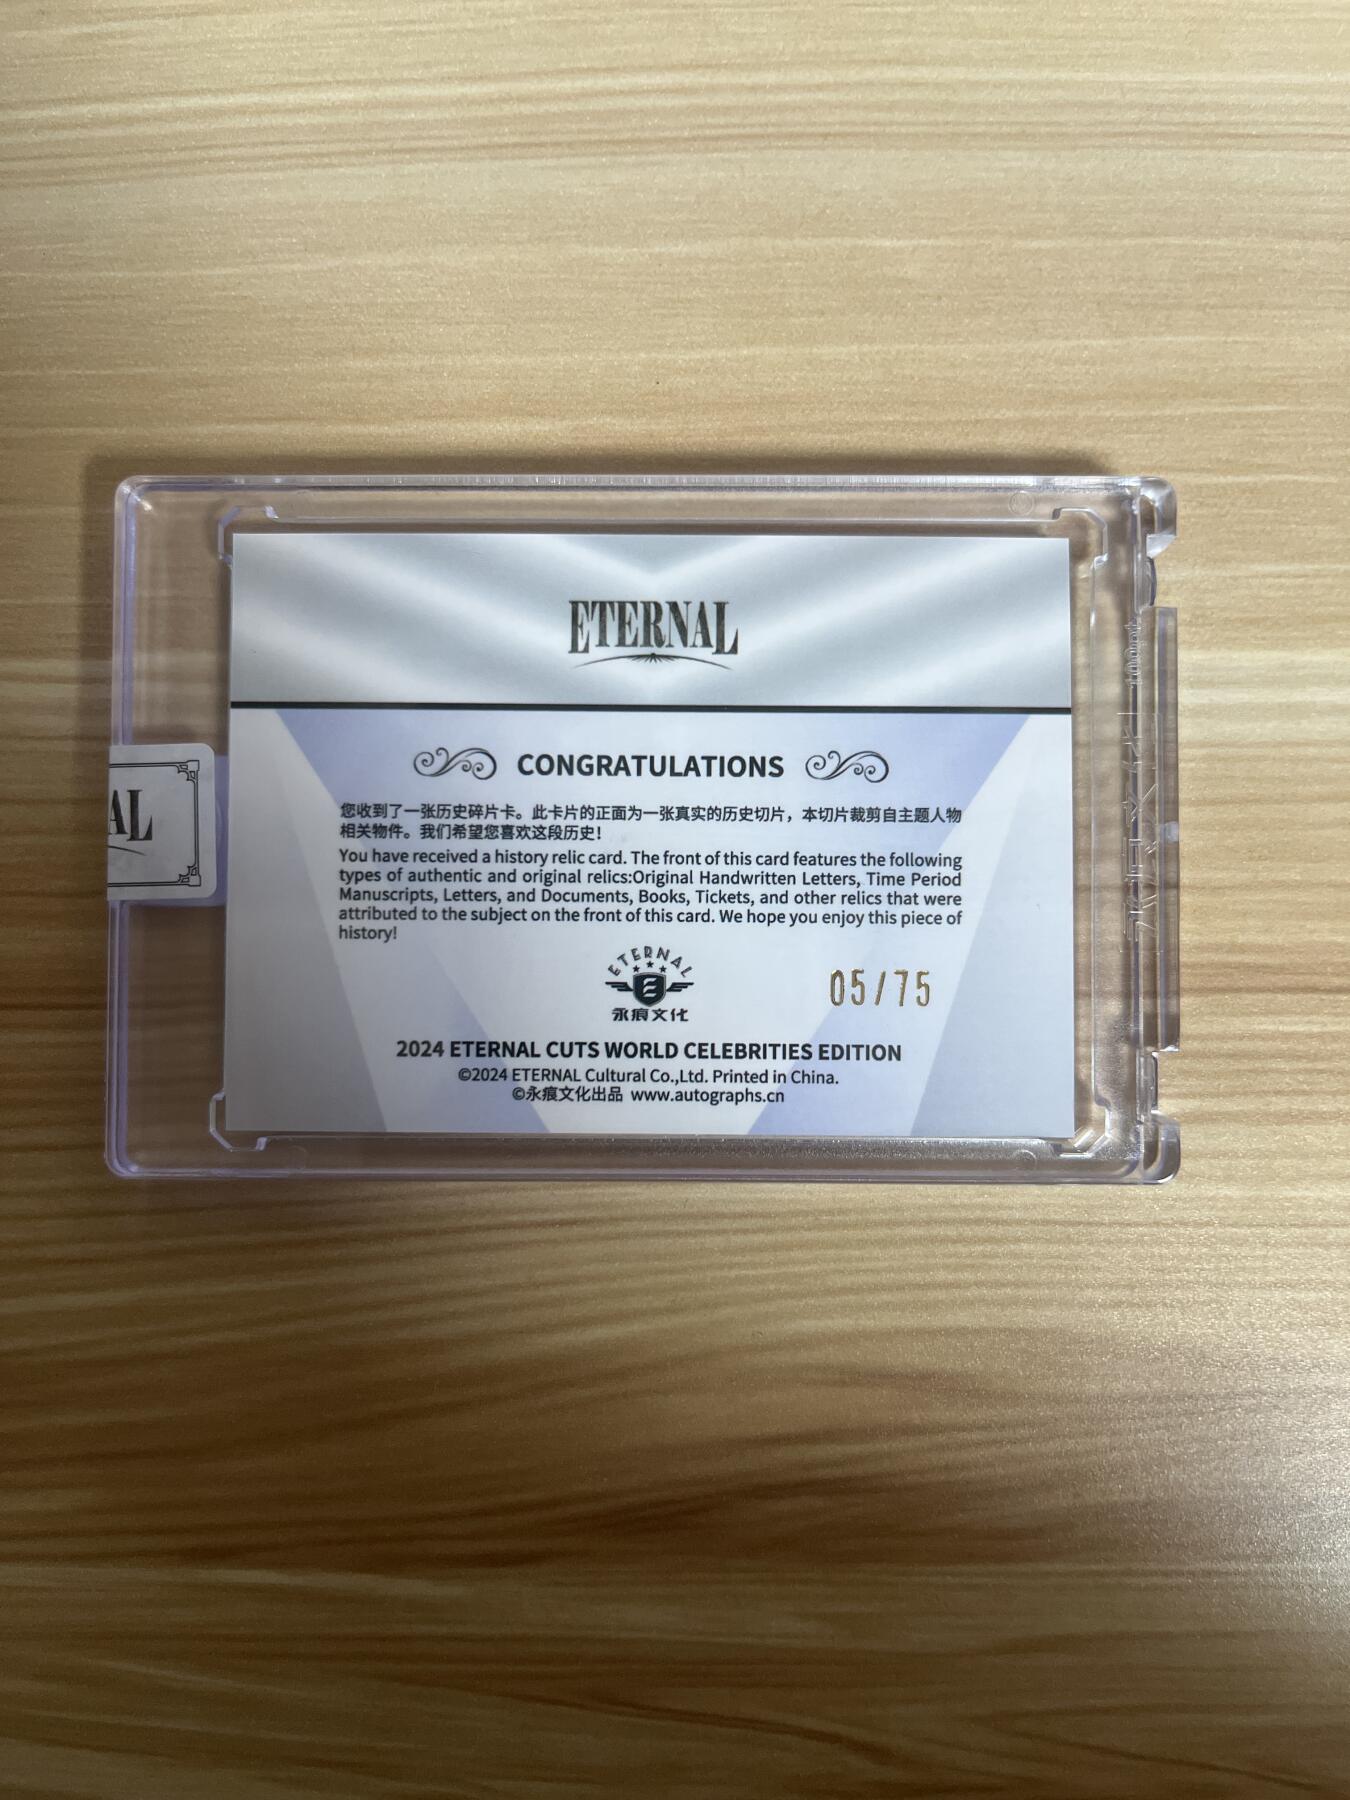 ETERNAL
CONGRATULATIONS
您收到了一张历史碎片卡。此卡片的正面为一张真实的历史切片，本切片裁剪自主题人物
相关物件。我们希望您喜欢这段历史！
You have received a history relic card. The front of this card features the following
types of authentic and original relics:Original Handwritten Letters, Time Period
Manuscripts, Letters, and Documents, Books, Tickets, and other relics that were
attributed to the subject on the front of this card. We hope you enjoy this piece of
history!
ETERNAL
E
永痕文化
05/75
2024 ETERNAL CUTS WORLD CELEBRITIES EDITION
©2024 ETERNAL Cultural Co.,Ltd. Printed in China.
©永痕文化出品 www.autographs.cn
AL
100pt
永痕文化